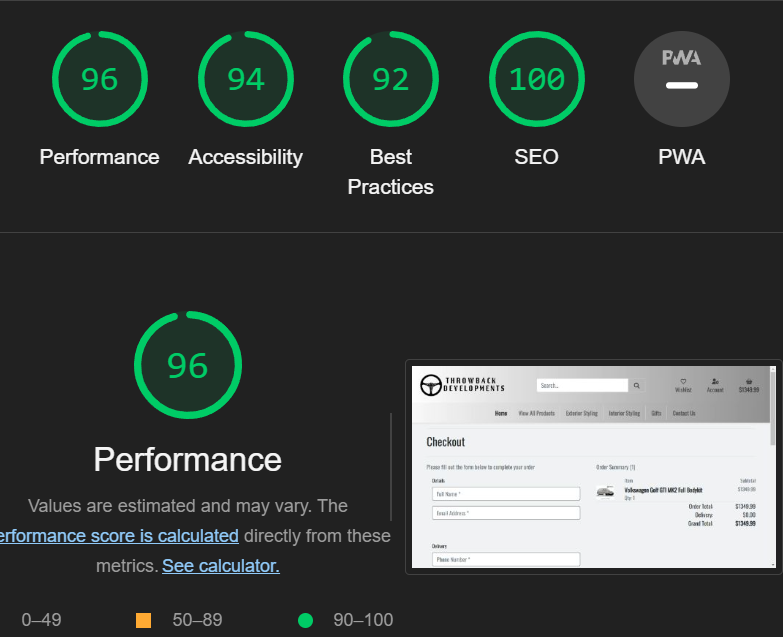 96
94
92
100
PWA
Performance
Accessibility
Best
Practices
SEO
PWA
96
Performance
Values are estimated and may vary. The
erformance score is calculated directly from these
metrics. See calculator.
0–49
50–89
90–100
THROWBACK
DEVELOPMENTS
Search...
Wishlist
Account
$1349.99
Home
View All Products
Exterior Styling
Interior Styling
Gifts
Contact Us
Checkout
Please fill out the form below to complete your order
Details
Full Name *
Email Address *
Delivery
Phone Number *
Order Summary (1)
Item
Subtotal
Volkswagen Golf GTI MK2 Full Bodykit
$1349.99
Qty: 1
Order Total: $1349.99
Delivery: $0.00
Grand Total: $1349.99